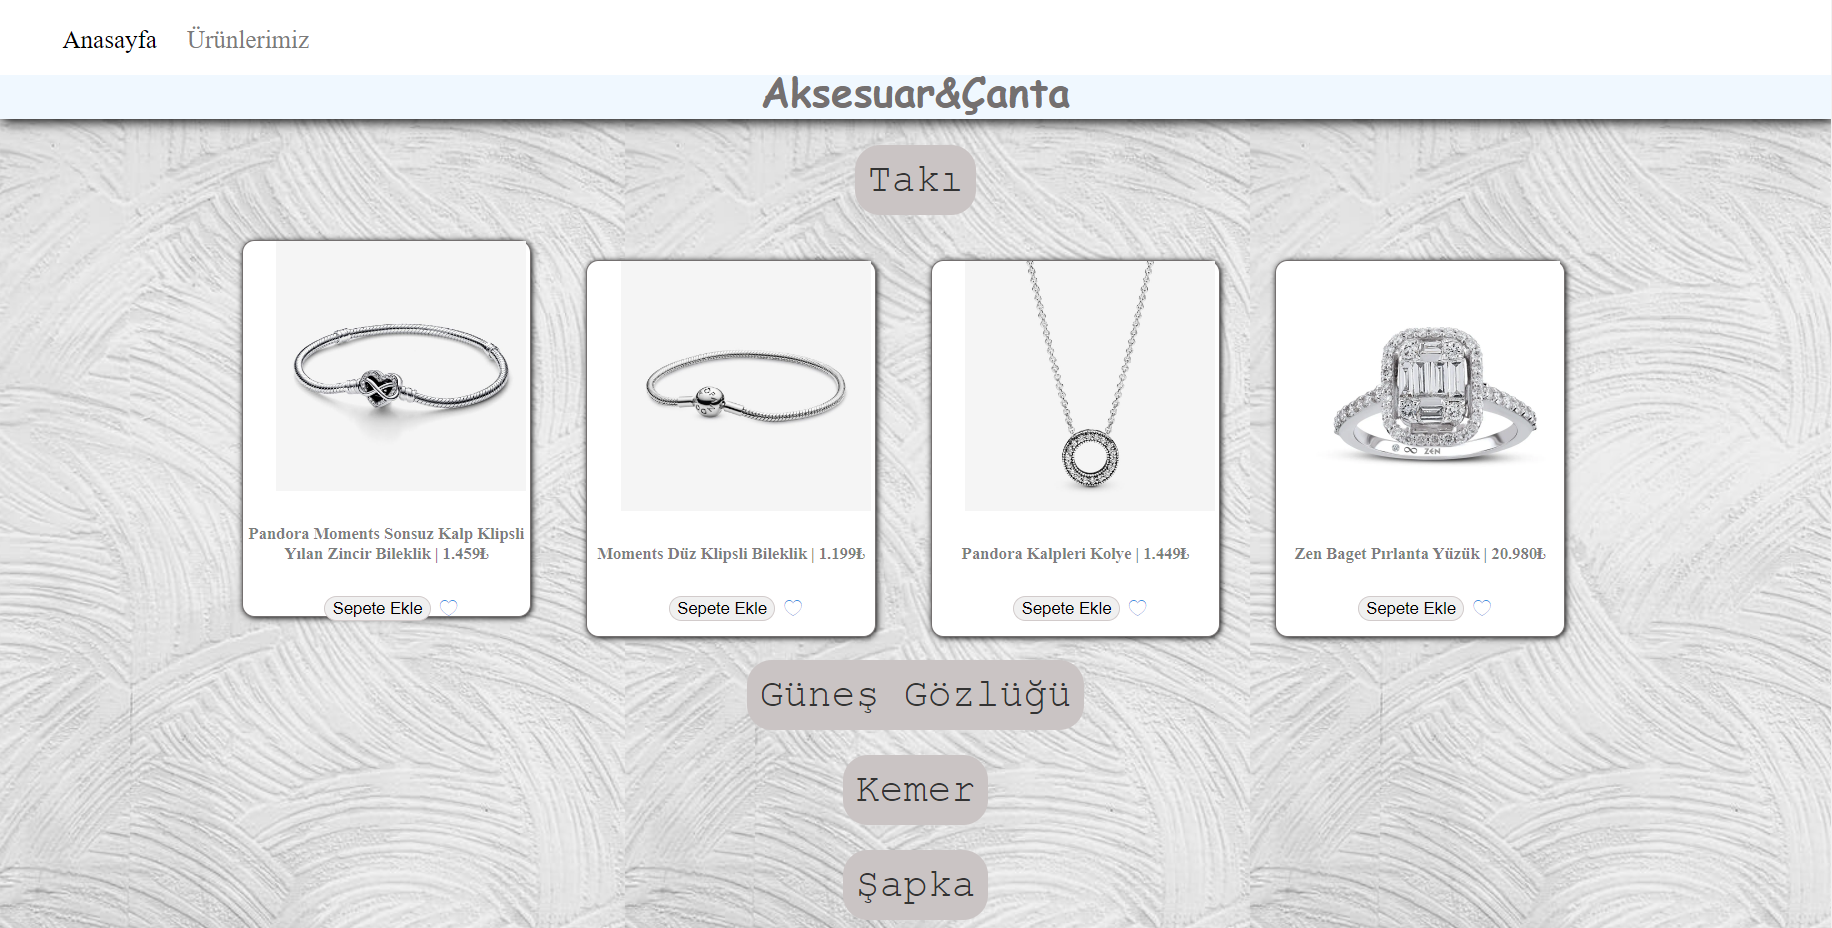 Anasayfa Ürünlerimiz
Aksesuar&Çanta
Takı
Pandora Moments Sonsuz Kalp Klipsli
Yılan Zincir Bileklik | 1.459₺
Moments Düz Klipsli Bileklik | 1.199₺
Pandora Kalpleri Kolye | 1.449₺
ZEN
Zen Baget Pırlanta Yüzük | 20.980₺
Sepete Ekle
Sepete Ekle
Sepete Ekle
Sepete Ekle
Güneş Gözlüğü
Kemer
Şapka